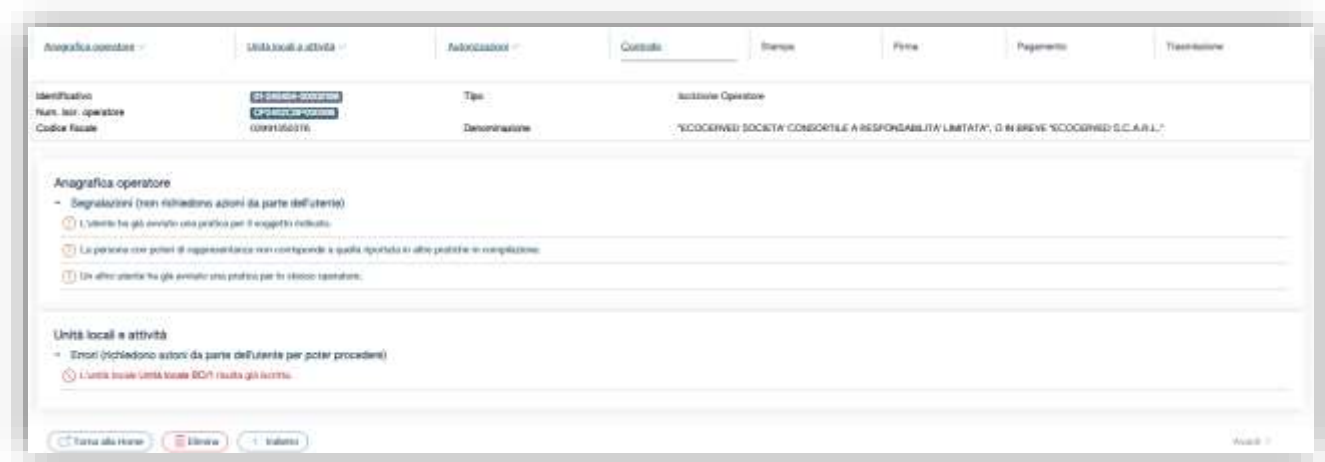 Anagrafica operatore Unità locali e attività Autorizzazioni Controllo Stampa Firma Pagamento Trasmissione
Identificativo Tipo Iscrizione Operatore
Num. Iscr. operatore
Codice fiscale Denominazione "ECOCERVED SOCIETA' CONSORTILE A RESPONSABILITA' LIMITATA", O IN BREVE "ECOCERVED S.C.A.R.L."
Anagrafica operatore
Segnalazioni (non richiedono azioni da parte dell'utente)
L'utente ha già avviato una pratica per il soggetto indicato.
La persona con poteri di rappresentanza non corrisponde a quella riportata in altre pratiche in compilazione.
Un altro utente ha già avviato una pratica per lo stesso operatore.
Unità locali e attività
Errori (richiedono azioni da parte dell'utente per poter procedere)
L'unità locale Unità locale BO/1 risulta già iscritta.
Torna alla Home Elimina Indietro Avanti